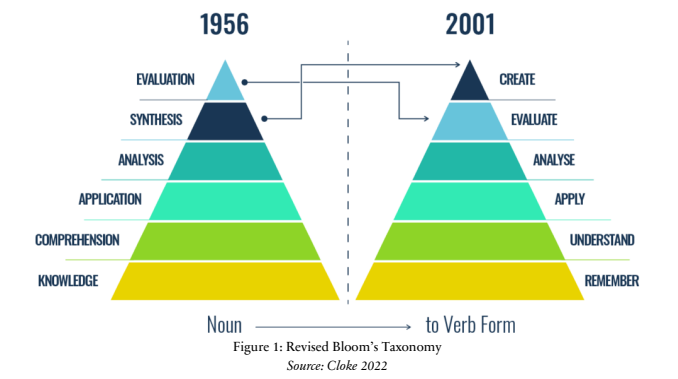 1956
2001
EVALUATION
SYNTHESIS
ANALYSIS
APPLICATION
COMPREHENSION
KNOWLEDGE
CREATE
EVALUATE
ANALYSE
APPLY
UNDERSTAND
REMEMBER
Noun
to Verb Form
Figure 1: Revised Bloom's Taxonomy
Source: Cloke 2022